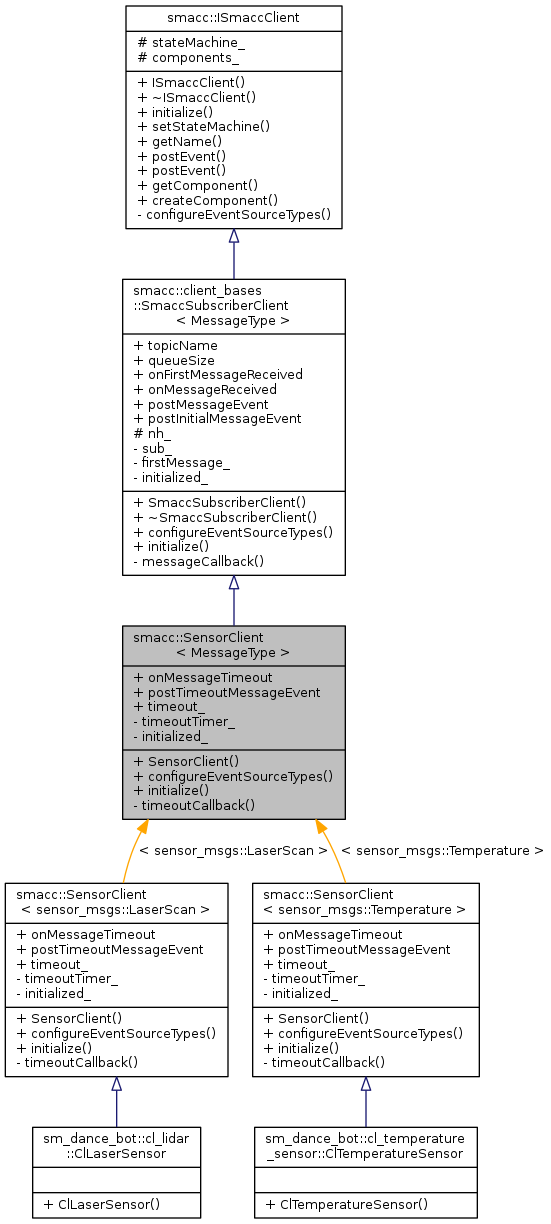 smacc::ISmaccClient
# stateMachine_
# components_
+ ISmaccClient()
+ ~ISmaccClient()
+ initialize()
+ setStateMachine()
+ getName()
+ postEvent()
+ postEvent()
+ getComponent()
+ createComponent()
- configureEventSourceTypes()
smacc::client_bases
::SmaccSubscriberClient
< MessageType >
+ topicName
+ queueSize
+ onFirstMessageReceived
+ onMessageReceived
+ postMessageEvent
+ postInitialMessageEvent
# nh_
- sub_
- firstMessage_
- initialized_
+ SmaccSubscriberClient()
+ ~SmaccSubscriberClient()
+ configureEventSourceTypes()
+ initialize()
- messageCallback()
smacc::SensorClient
< MessageType >
+ onMessageTimeout
+ postTimeoutMessageEvent
+ timeout_
- timeoutTimer_
- initialized_
+ SensorClient()
+ configureEventSourceTypes()
+ initialize()
- timeoutCallback()
< sensor_msgs::LaserScan >
< sensor_msgs::Temperature >
smacc::SensorClient
< sensor_msgs::LaserScan >
+ onMessageTimeout
+ postTimeoutMessageEvent
+ timeout_
- timeoutTimer_
- initialized_
+ SensorClient()
+ configureEventSourceTypes()
+ initialize()
- timeoutCallback()
smacc::SensorClient
< sensor_msgs::Temperature >
+ onMessageTimeout
+ postTimeoutMessageEvent
+ timeout_
- timeoutTimer_
- initialized_
+ SensorClient()
+ configureEventSourceTypes()
+ initialize()
- timeoutCallback()
sm_dance_bot::cl_lidar
::ClLaserSensor
+ ClLaserSensor()
sm_dance_bot::cl_temperature
_sensor::ClTemperatureSensor
+ ClTemperatureSensor()